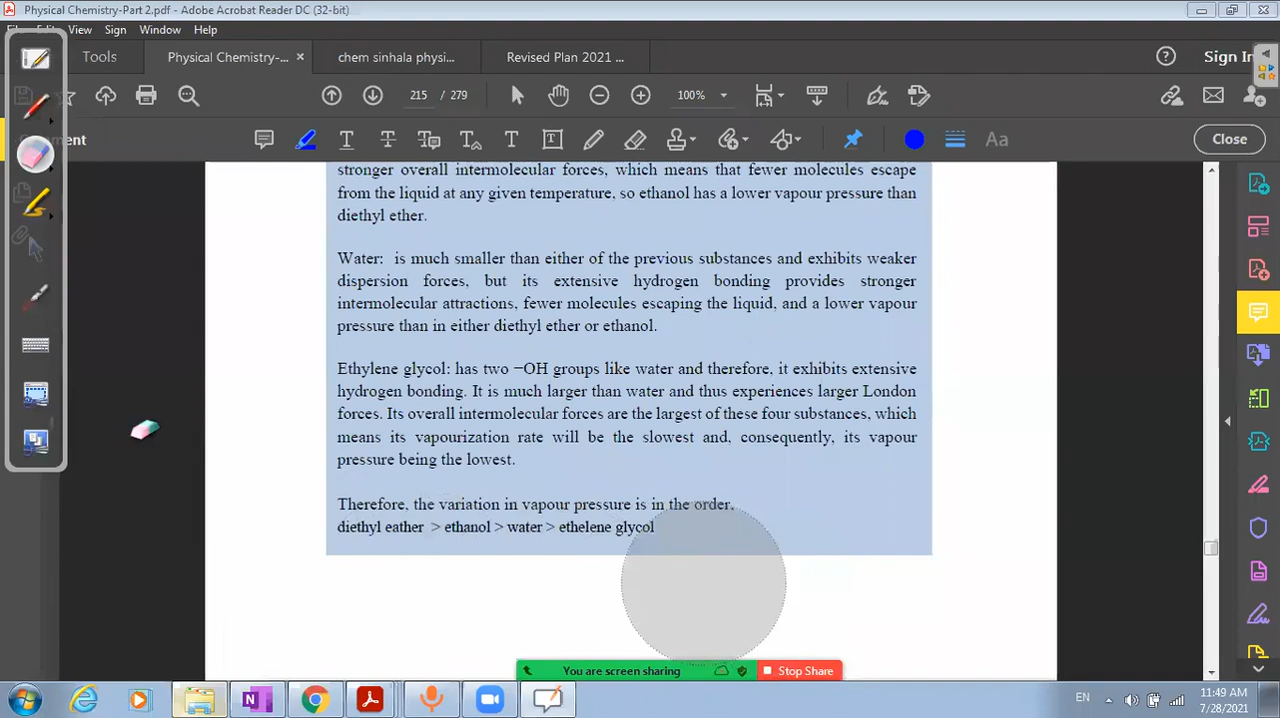 Physical Chemistry-Part 2.pdf - Adobe Acrobat Reader DC (32-bit)
View Sign Window Help
Tools Physical Chemistry-... × chem sinhala physi... Revised Plan 2021 ... Sign In
215 / 279 100%
ment Aa Close
stronger overall intermolecular forces, which means that fewer molecules escape
from the liquid at any given temperature, so ethanol has a lower vapour pressure than
diethyl ether.
Water: is much smaller than either of the previous substances and exhibits weaker
dispersion forces, but its extensive hydrogen bonding provides stronger
intermolecular attractions, fewer molecules escaping the liquid, and a lower vapour
pressure than in either diethyl ether or ethanol.
Ethylene glycol: has two −OH groups like water and therefore, it exhibits extensive
hydrogen bonding. It is much larger than water and thus experiences larger London
forces. Its overall intermolecular forces are the largest of these four substances, which
means its vapourization rate will be the slowest and, consequently, its vapour
pressure being the lowest.
Therefore, the variation in vapour pressure is in the order,
diethyl eather > ethanol > water > ethelene glycol
You are screen sharing Stop Share
EN 11:49 AM
7/28/2021